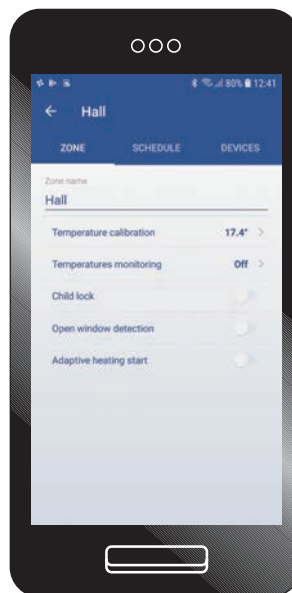 80% 12:41
Hall
ZONE SCHEDULE DEVICES
Zone name
Hall
Temperature calibration 17.4°
Temperatures monitoring Off
Child lock
Open window detection
Adaptive heating start